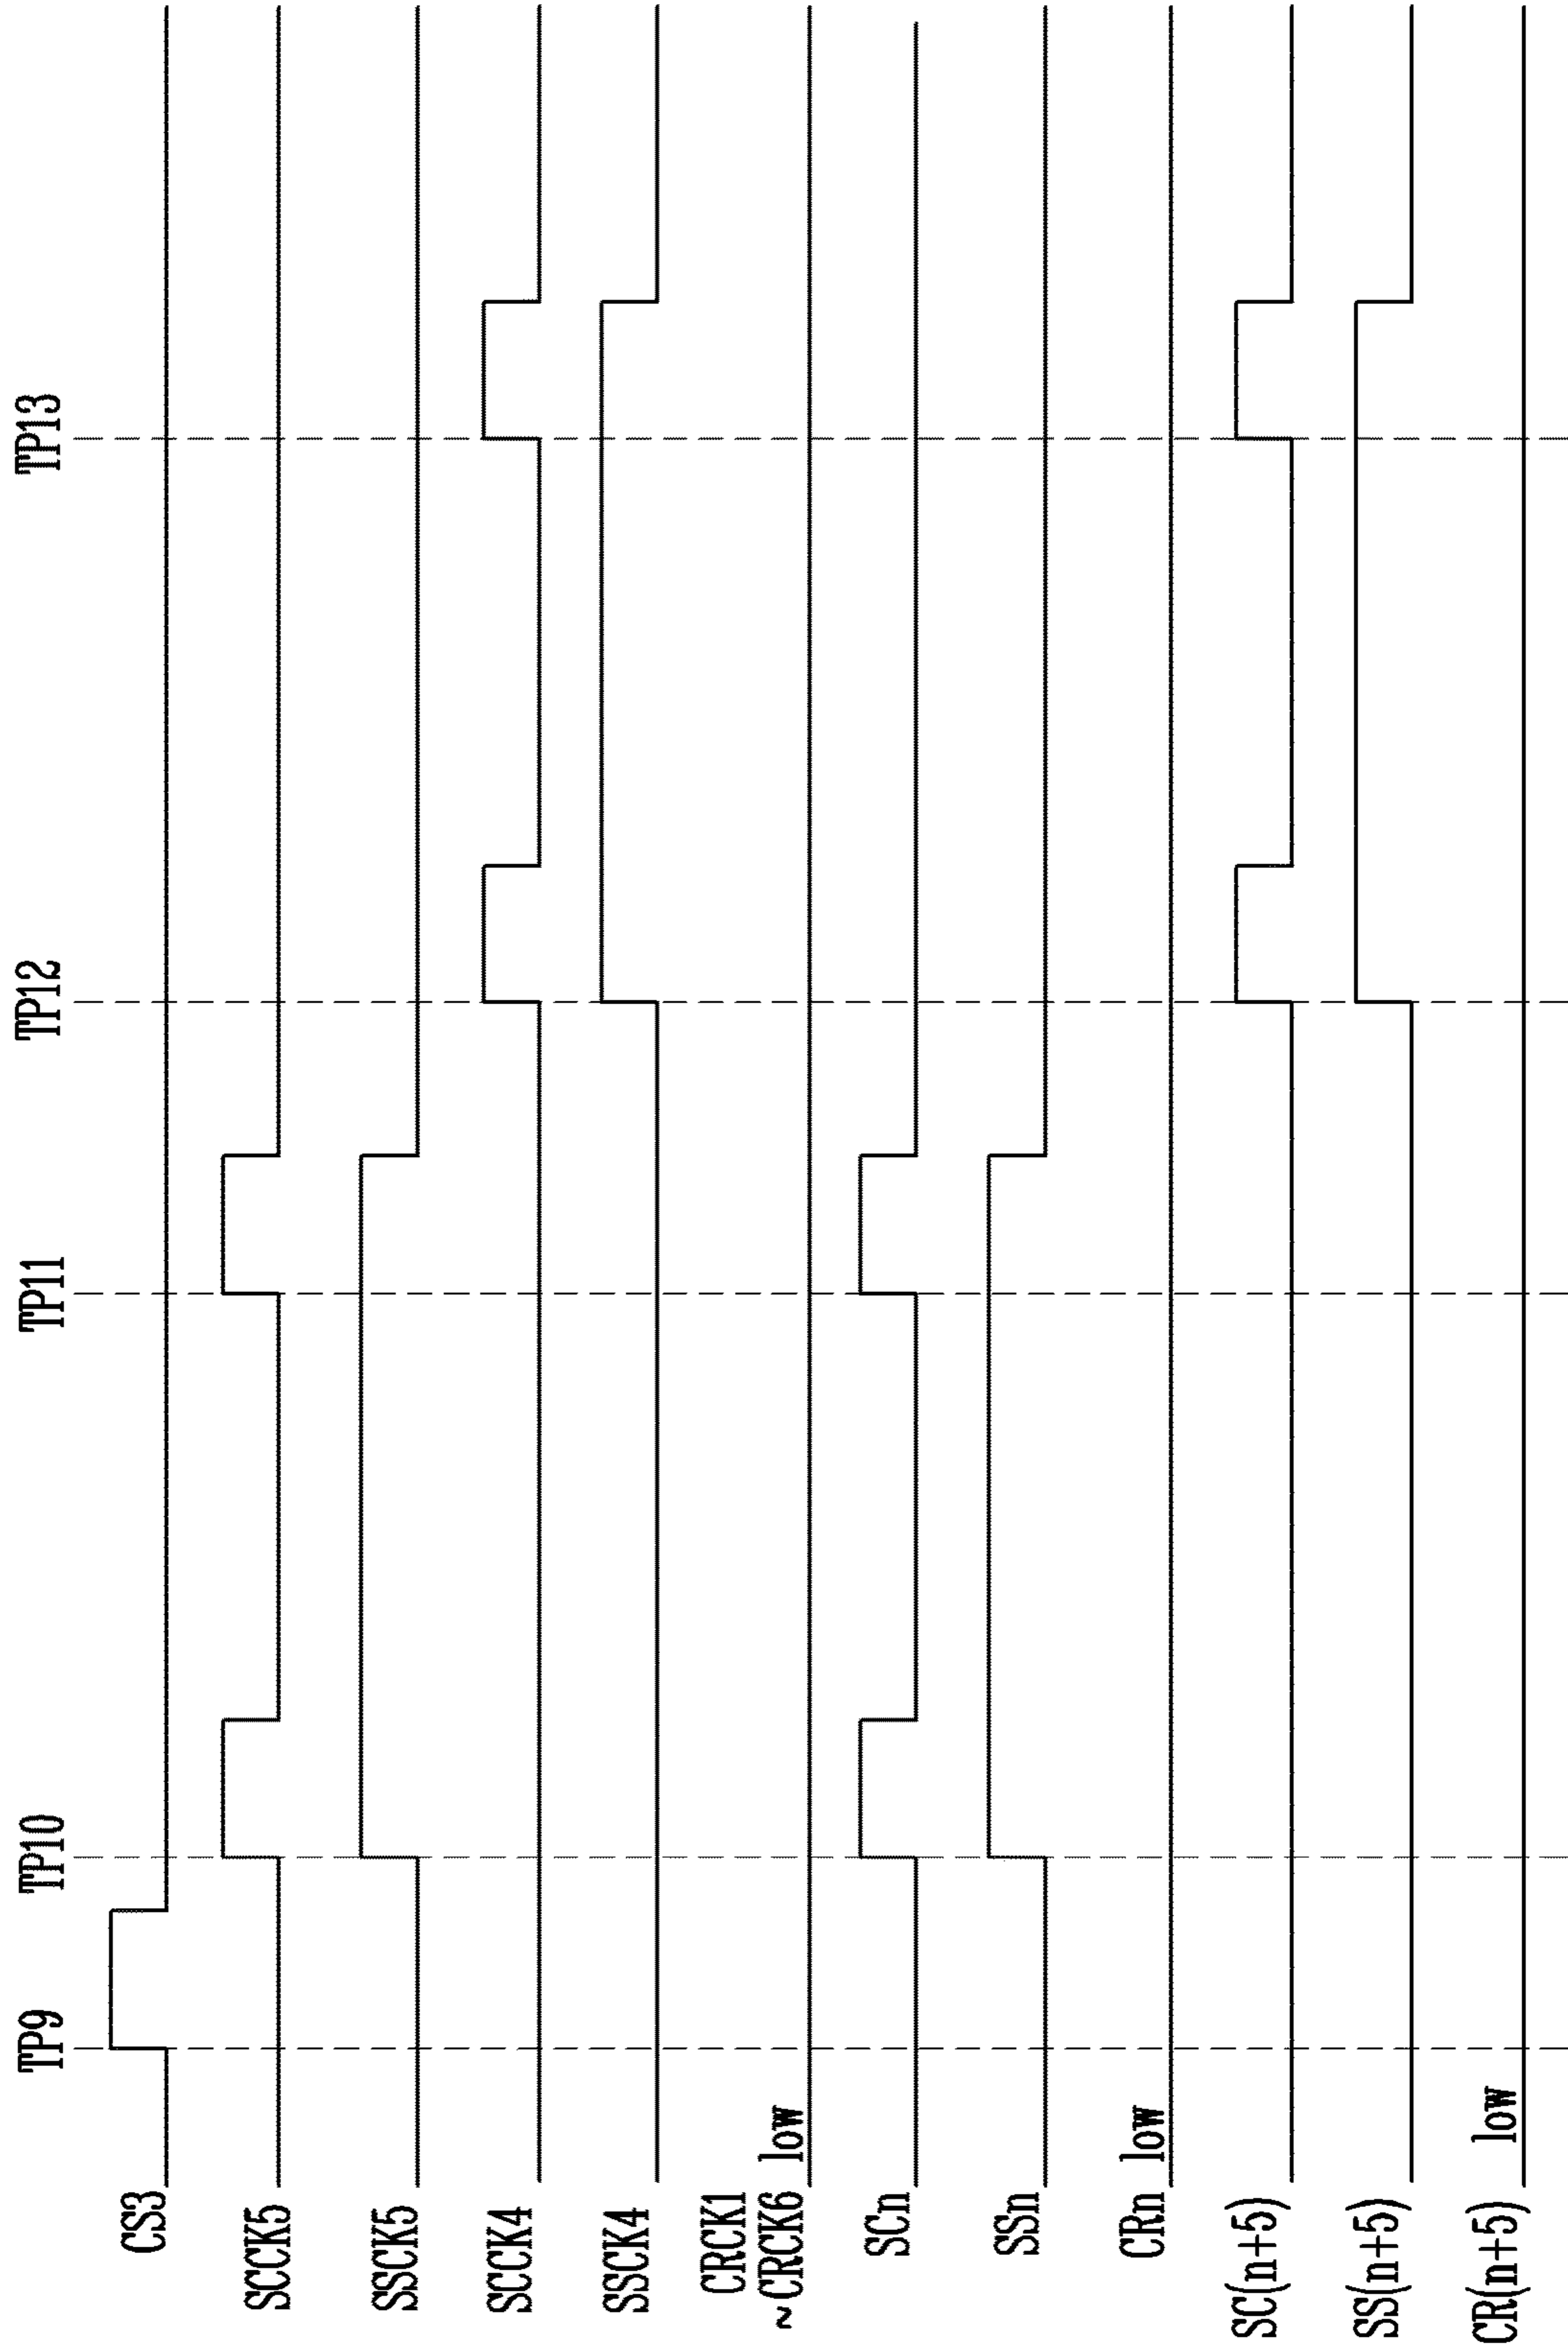 TP9
TP10
TP11
TP12
TP13
CS3
SCCK5
SSCK5
SCCK4
SSCK4
CRCK1
~CRCK6 low
SCn
SSn
CRn low
SC(n+5)
SS(n+5)
CR(n+5) low